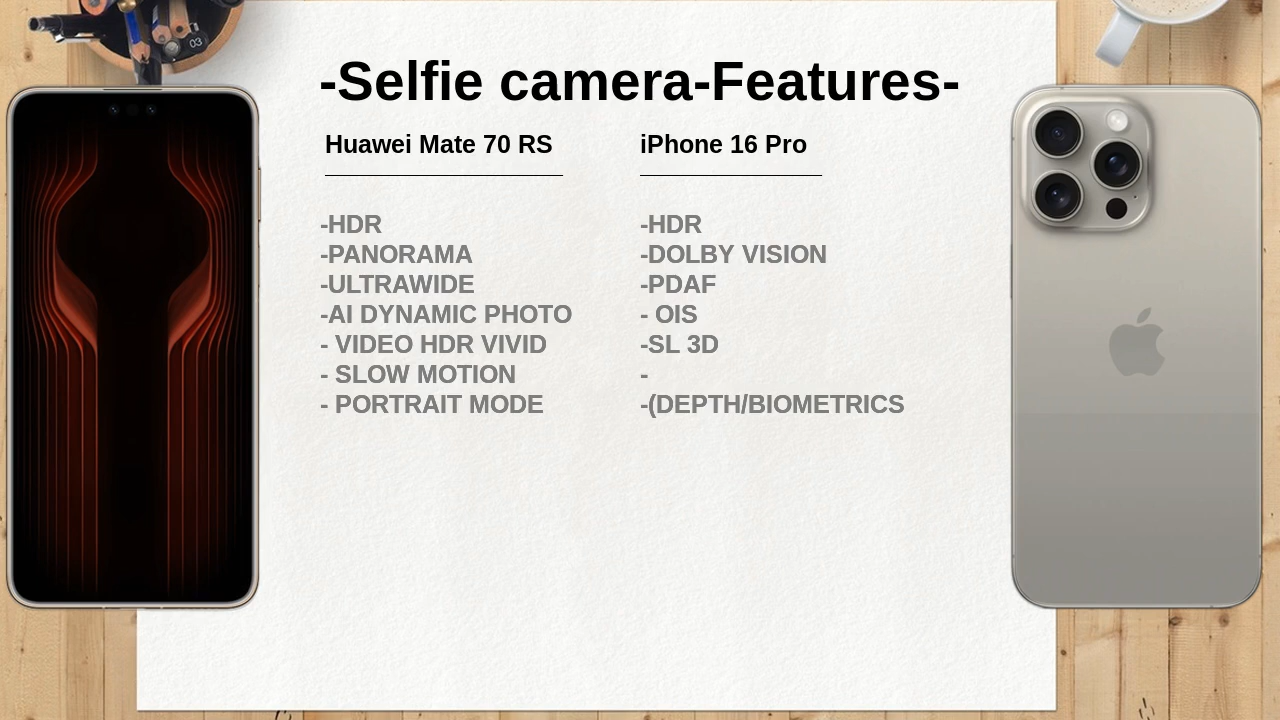 -Selfie camera-Features-
Huawei Mate 70 RS
iPhone 16 Pro
-HDR
-PANORAMA
-ULTRAWIDE
-AI DYNAMIC PHOTO
- VIDEO HDR VIVID
- SLOW MOTION
- PORTRAIT MODE
-HDR
-DOLBY VISION
-PDAF
- OIS
-SL 3D
-
-(DEPTH/BIOMETRICS
03